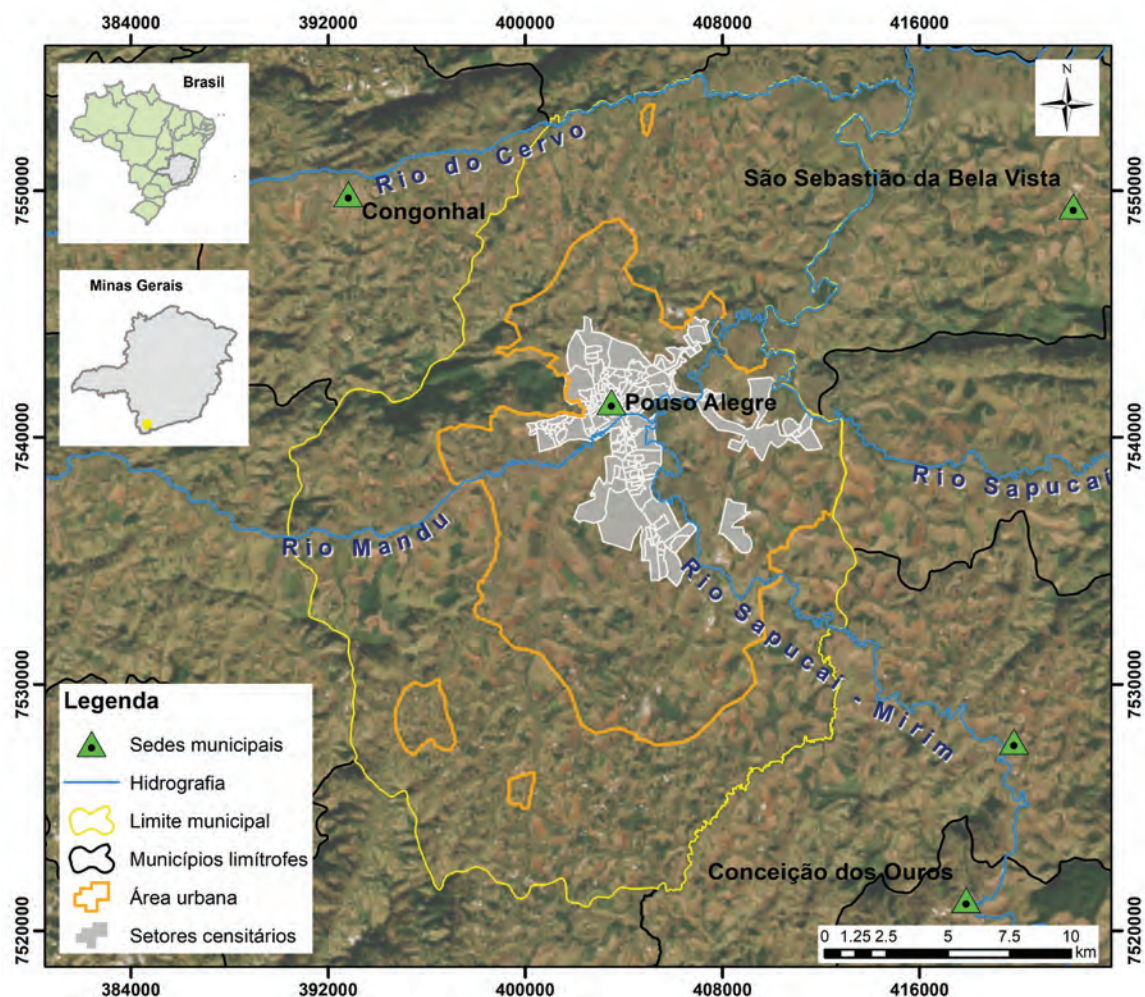 384000 392000 400000 408000 416000
Brasil
N
Rio do Cervo
São Sebastião da Bela Vista
Congonhal
7550000
7550000
Minas Gerais
Pouso Alegre
7540000
7540000
Rio Sapucaí
Rio Mandu
Rio Sapucaí - Mirim
7530000
7530000
Legenda
Sedes municipais
Hidrografia
Limite municipal
Municípios limítrofes
Área urbana
Setores censitários
Conceição dos Ouros
0 1.25 2.5 5 7.5 10
km
7520000
7520000
384000 392000 400000 408000 416000